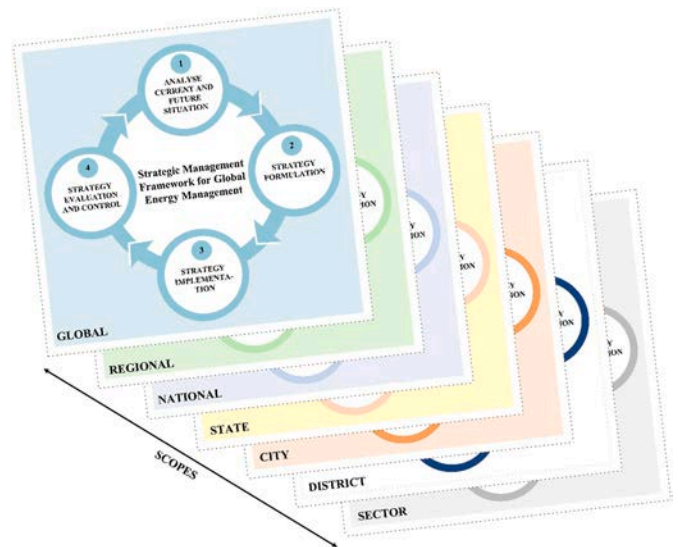 1
ANALYSE
CURRENT AND
FUTURE
SITUATION
2
STRATEGY
FORMULATION
3
STRATEGY
IMPLEMENTA-
TION
4
STRATEGY
EVALUATION
AND CONTROL
Strategic Management
Framework for Global
Energy Management
GLOBAL
REGIONAL
NATIONAL
STATE
CITY
DISTRICT
SECTOR
SCOPES